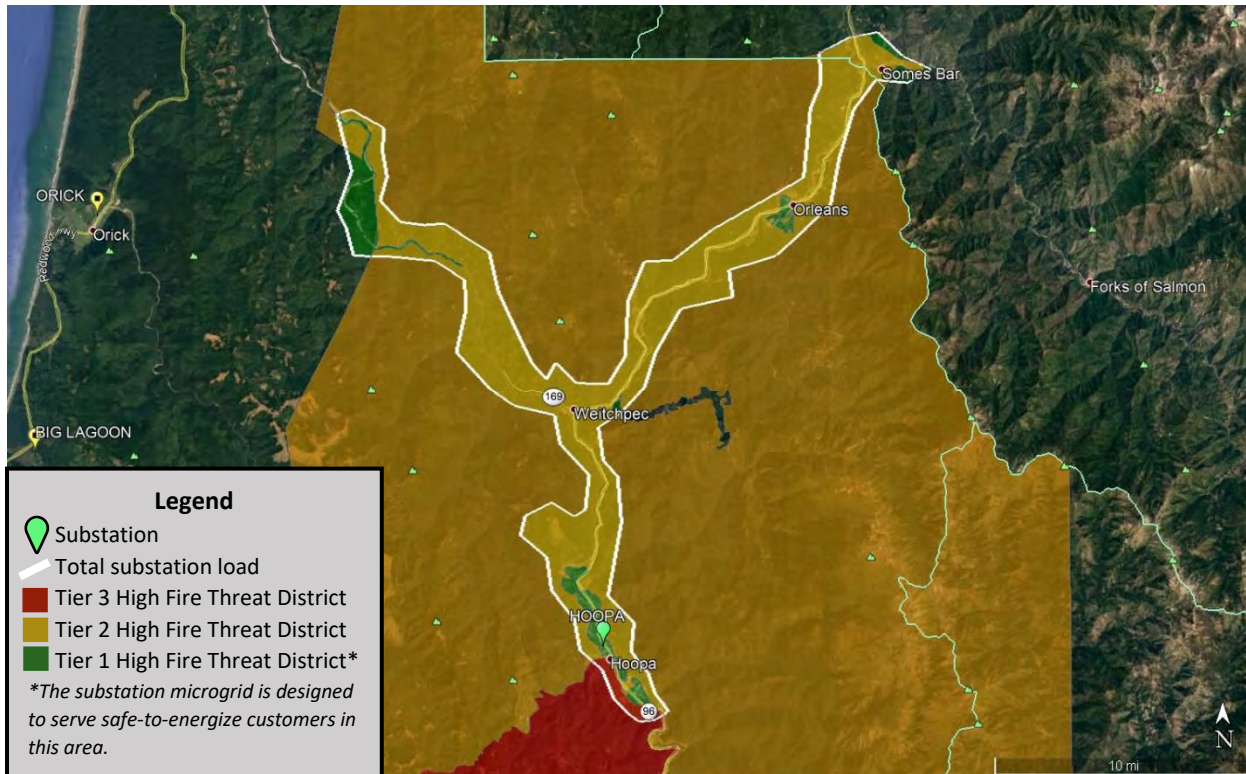 Somes Bar
ORICK
Orick
Redwood Hwy
Orleans
Forks of Salmon
169
Weitchpec
BIG LAGOON
HOOPA
Hoopa
96
Legend
Substation
Total substation load
Tier 3 High Fire Threat District
Tier 2 High Fire Threat District
Tier 1 High Fire Threat District*
*The substation microgrid is designed
to serve safe-to-energize customers in
this area.
N
10 mi